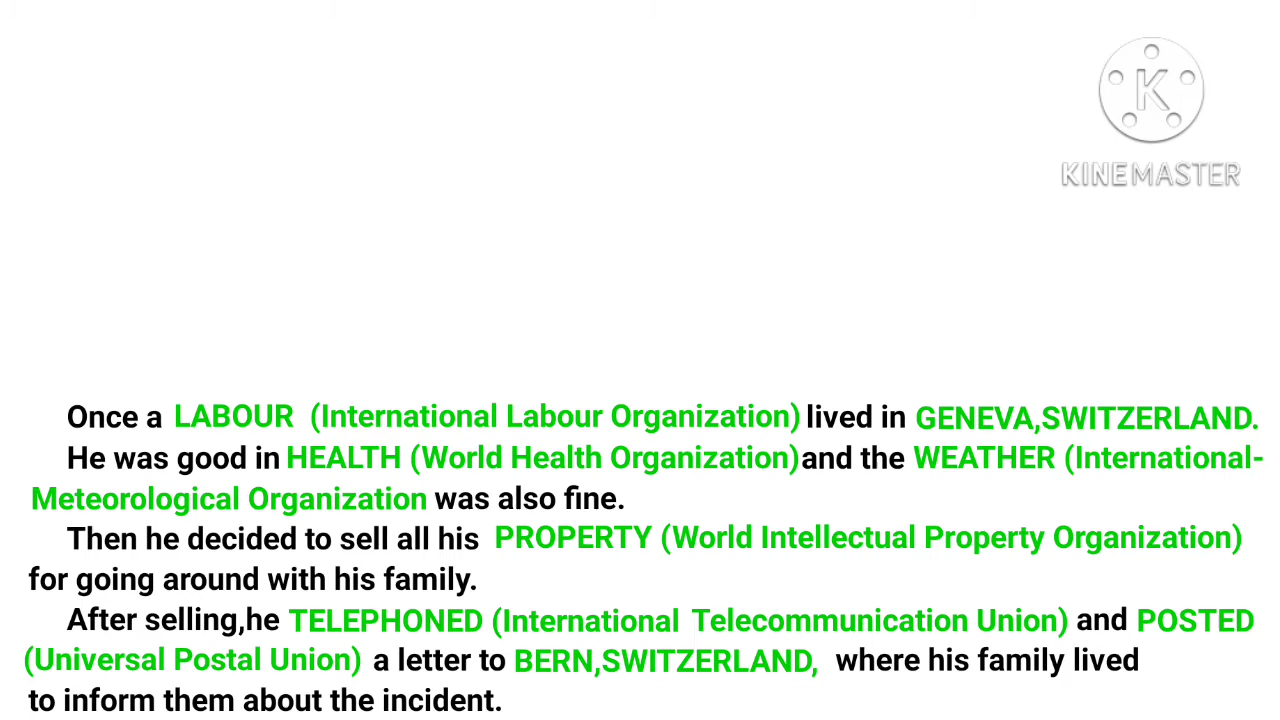 K
KINEMASTER
Once a LABOUR (International Labour Organization) lived in GENEVA,SWITZERLAND.
He was good in HEALTH (World Health Organization)and the WEATHER (International-
Meteorological Organization was also fine.
Then he decided to sell all his PROPERTY (World Intellectual Property Organization)
for going around with his family.
After selling,he TELEPHONED (International Telecommunication Union) and POSTED
(Universal Postal Union) a letter to BERN,SWITZERLAND, where his family lived
to inform them about the incident.